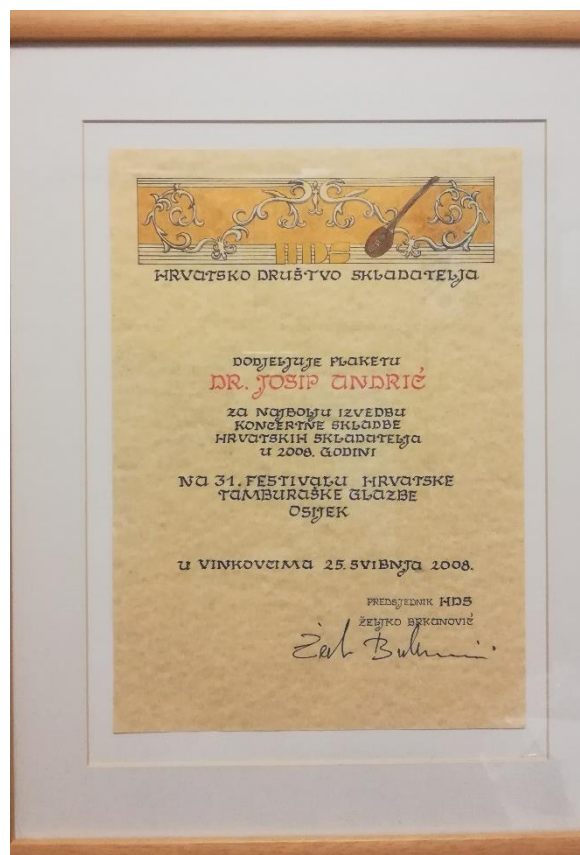 HDS
HRVATSKO DRUŠTVO SKLADATELJA
DODJELJUJE PLAKETU
DR. JOSIP ANDRIĆ
ZA NAJBOLJU IZVEDBU
KONCERTNE SKLADBE
HRVATSKIH SKLADATELJA
U 2008. GODINI
NA 31. FESTIVALU HRVATSKE
TAMBURAŠKE GLAZBE
OSIJEK
U VINKOVCIMA 25. SVIBNJA 2008.
PREDSJEDNIK HDS
ŽELJKO BRKANOVIĆ